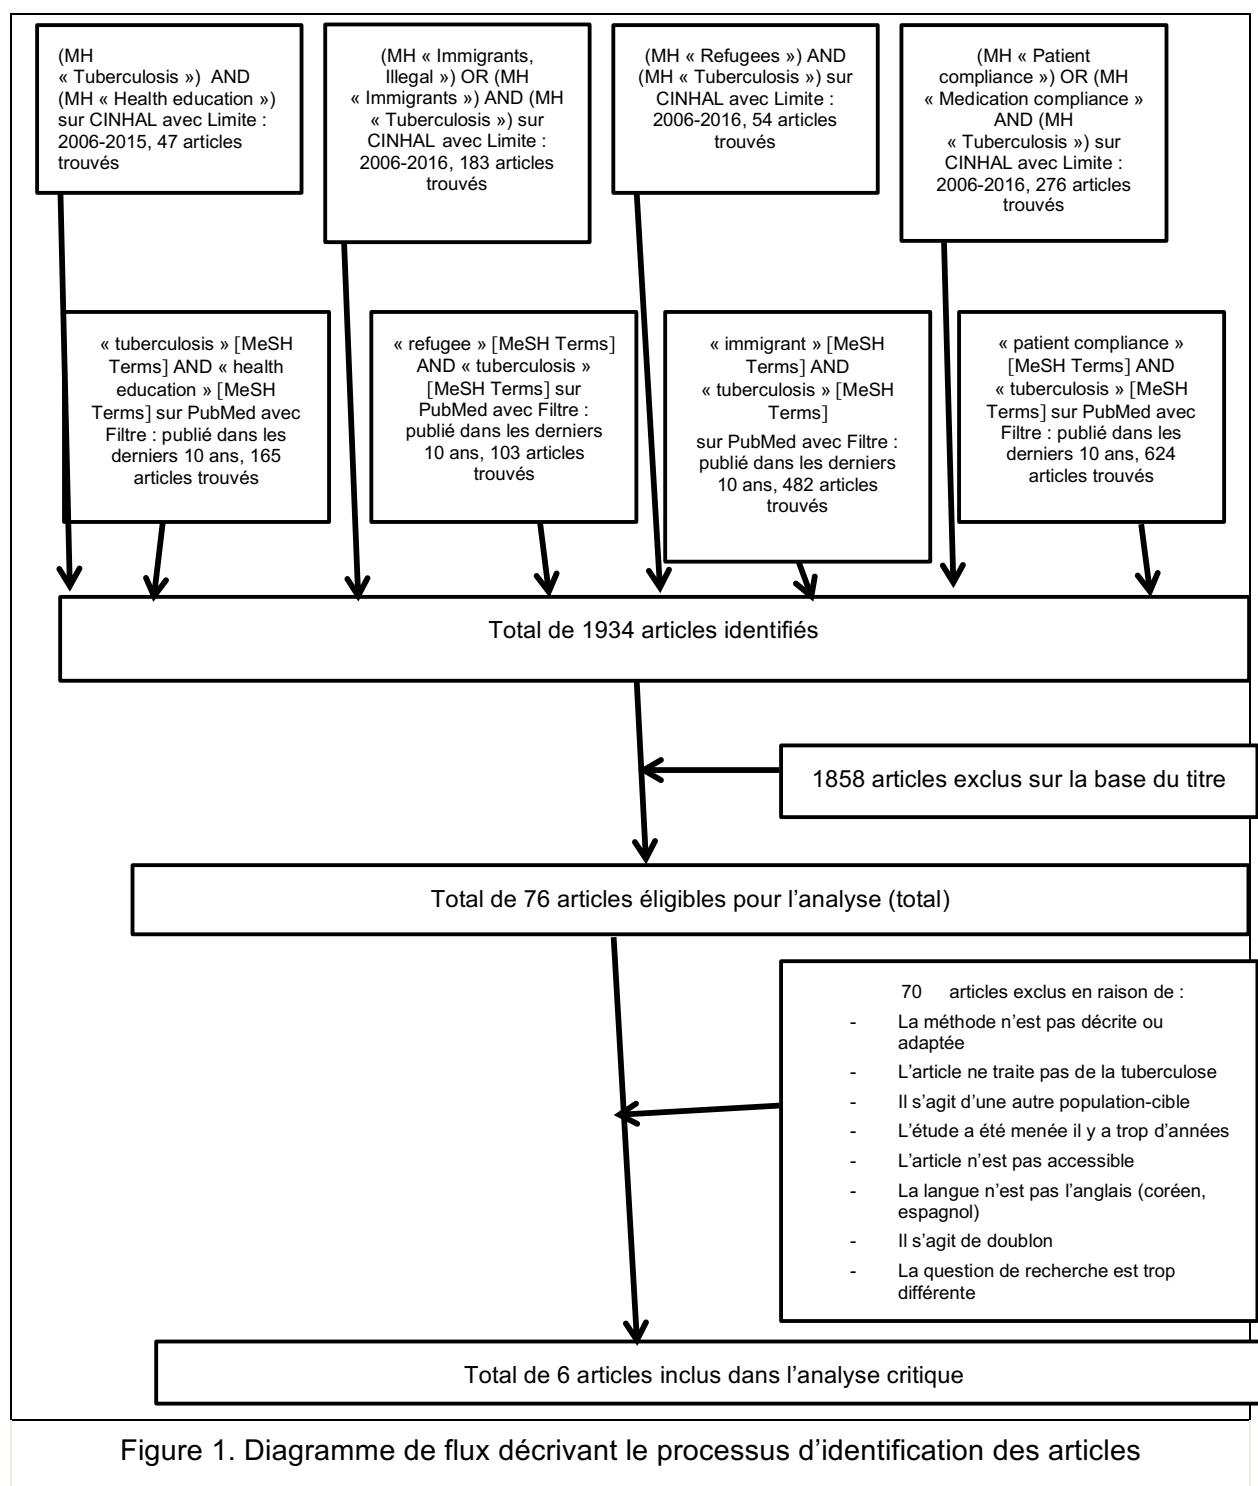 (MH
« Tuberculosis »)  AND
(MH « Health education »)
sur CINHAL avec Limite :
2006-2015, 47 articles
trouvés
(MH « Immigrants,
Illegal ») OR (MH
« Immigrants ») AND (MH
« Tuberculosis ») sur
CINHAL avec Limite :
2006-2016, 183 articles
trouvés
(MH « Refugees ») AND
(MH « Tuberculosis ») sur
CINHAL avec Limite :
2006-2016, 54 articles
trouvés
(MH « Patient
compliance ») OR (MH
« Medication compliance »
AND (MH
« Tuberculosis ») sur
CINHAL avec Limite :
2006-2016, 276 articles
trouvés
« tuberculosis » [MeSH
Terms] AND « health
education » [MeSH
Terms] sur PubMed avec
Filtre : publié dans les
derniers 10 ans, 165
articles trouvés
« refugee » [MeSH Terms]
AND « tuberculosis »
[MeSH Terms] sur
PubMed avec Filtre :
publié dans les derniers
10 ans, 103 articles
trouvés
« immigrant » [MeSH
Terms] AND
« tuberculosis » [MeSH
Terms]
sur PubMed avec Filtre :
publié dans les derniers
10 ans, 482 articles
trouvés
« patient compliance »
[MeSH Terms] AND
« tuberculosis » [MeSH
Terms] sur PubMed avec
Filtre : publié dans les
derniers 10 ans, 624
articles trouvés
Total de 1934 articles identifiés
1858 articles exclus sur la base du titre
Total de 76 articles éligibles pour l’analyse (total)
70 articles exclus en raison de :
- La méthode n’est pas décrite ou
adaptée
- L’article ne traite pas de la tuberculose
- Il s’agit d’une autre population-cible
- L’étude a été menée il y a trop d’années
- L’article n’est pas accessible
- La langue n’est pas l’anglais (coréen,
espagnol)
- Il s’agit de doublon
- La question de recherche est trop
différente
Total de 6 articles inclus dans l’analyse critique
Figure 1. Diagramme de flux décrivant le processus d’identification des articles